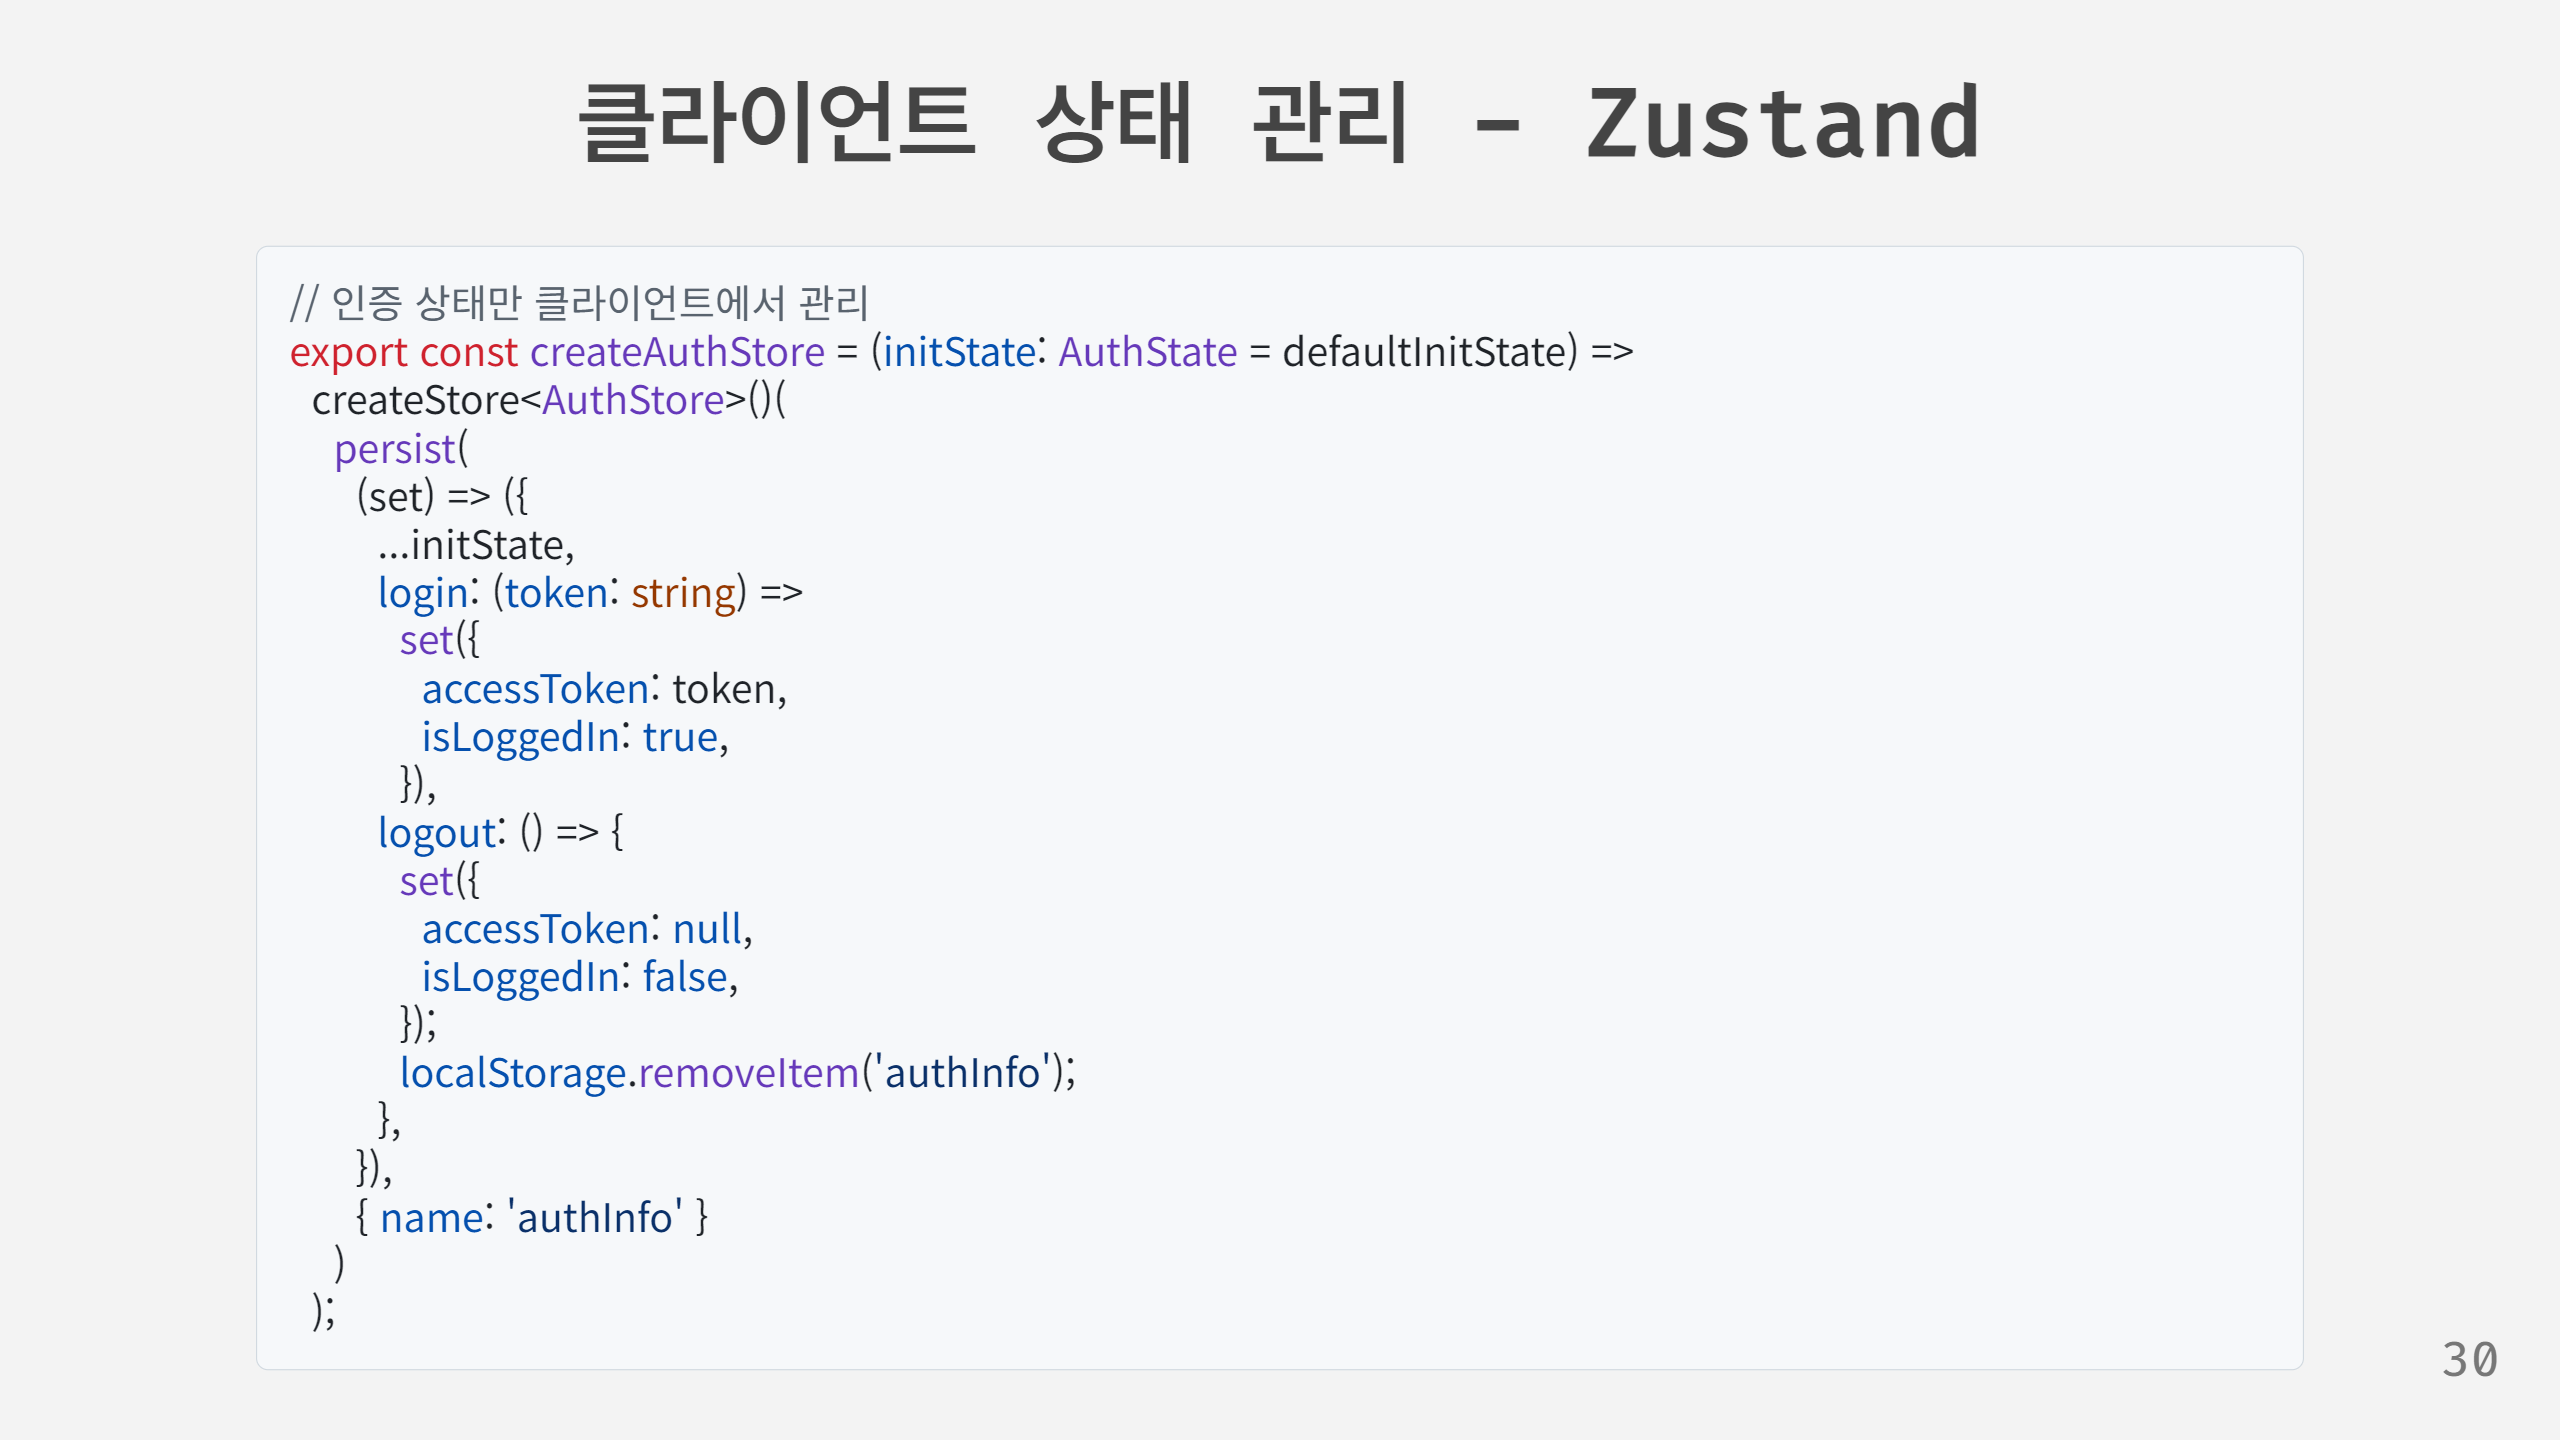 클라이언트 상태 관리 - Zustand
// 인증 상태만 클라이언트에서 관리
export const createAuthStore = (initState: AuthState = defaultInitState) =>
  createStore<AuthStore>()(
    persist(
      (set) => ({
        ...initState,
        login: (token: string) =>
          set({
            accessToken: token,
            isLoggedIn: true,
          }),
        logout: () => {
          set({
            accessToken: null,
            isLoggedIn: false,
          });
          localStorage.removeItem('authInfo');
        },
      }),
      { name: 'authInfo' }
    )
  );
30